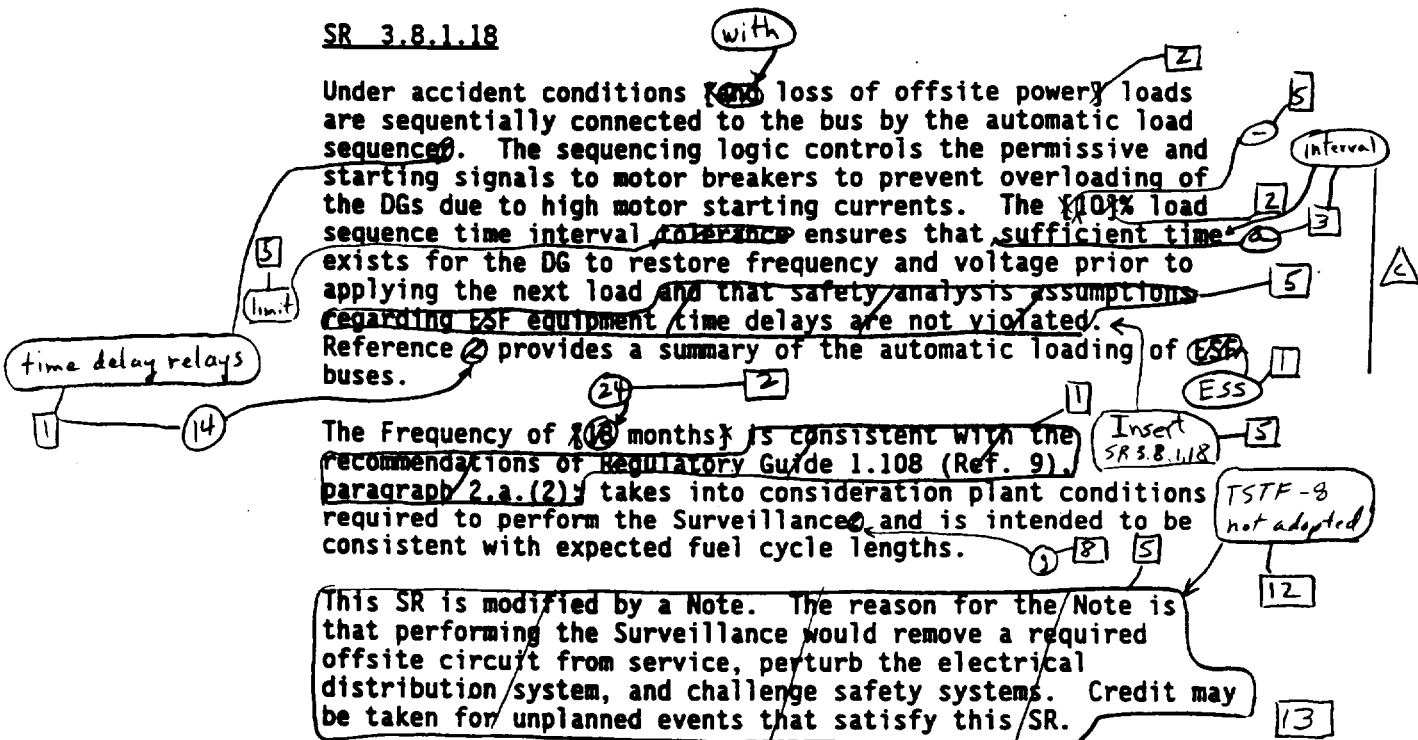 SR 3.8.1.18
with
2
Under accident conditions [and loss of offsite power] loads
5
are sequentially connected to the bus by the automatic load
-
sequencer. The sequencing logic controls the permissive and
interval
starting signals to motor breakers to prevent overloading of
the DGs due to high motor starting currents. The [10]% load
2
3
sequence time interval tolerance ensures that sufficient time
a
5
exists for the DG to restore frequency and voltage prior to
C
limit
applying the next load and that safety analysis assumptions
5
regarding ESF equipment time delays are not violated.
time delay relays
Reference 2 provides a summary of the automatic loading of ESF
buses.
ESS
1
1
14
24
2
1
The Frequency of [18 months] is consistent with the
Insert
SR 3.8.1.18
5
recommendations of Regulatory Guide 1.108 (Ref. 9),
paragraph 2.a.(2); takes into consideration plant conditions
TSTF-8
not adopted
required to perform the Surveillance and is intended to be
consistent with expected fuel cycle lengths.
8
5
12
This SR is modified by a Note. The reason for the Note is
that performing the Surveillance would remove a required
offsite circuit from service, perturb the electrical
distribution system, and challenge safety systems. Credit may
be taken for unplanned events that satisfy this SR.
13